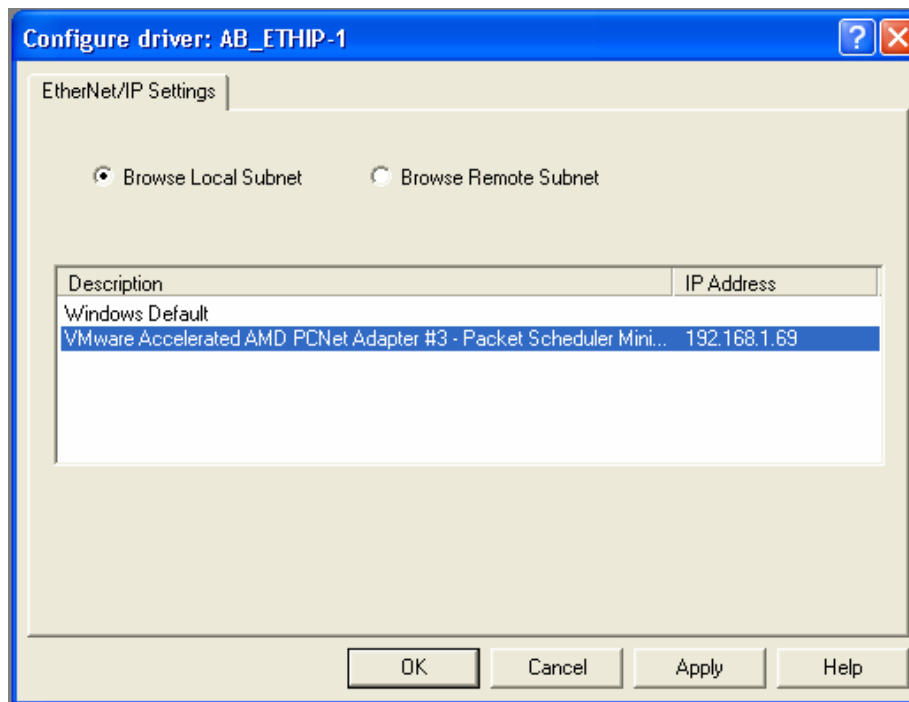 Configure driver: AB_ETHIP-1
EtherNet/IP Settings
Browse Local Subnet Browse Remote Subnet
Description IP Address
Windows Default
VMware Accelerated AMD PCNet Adapter #3 - Packet Scheduler Mini... 192.168.1.69
OK Cancel Apply Help